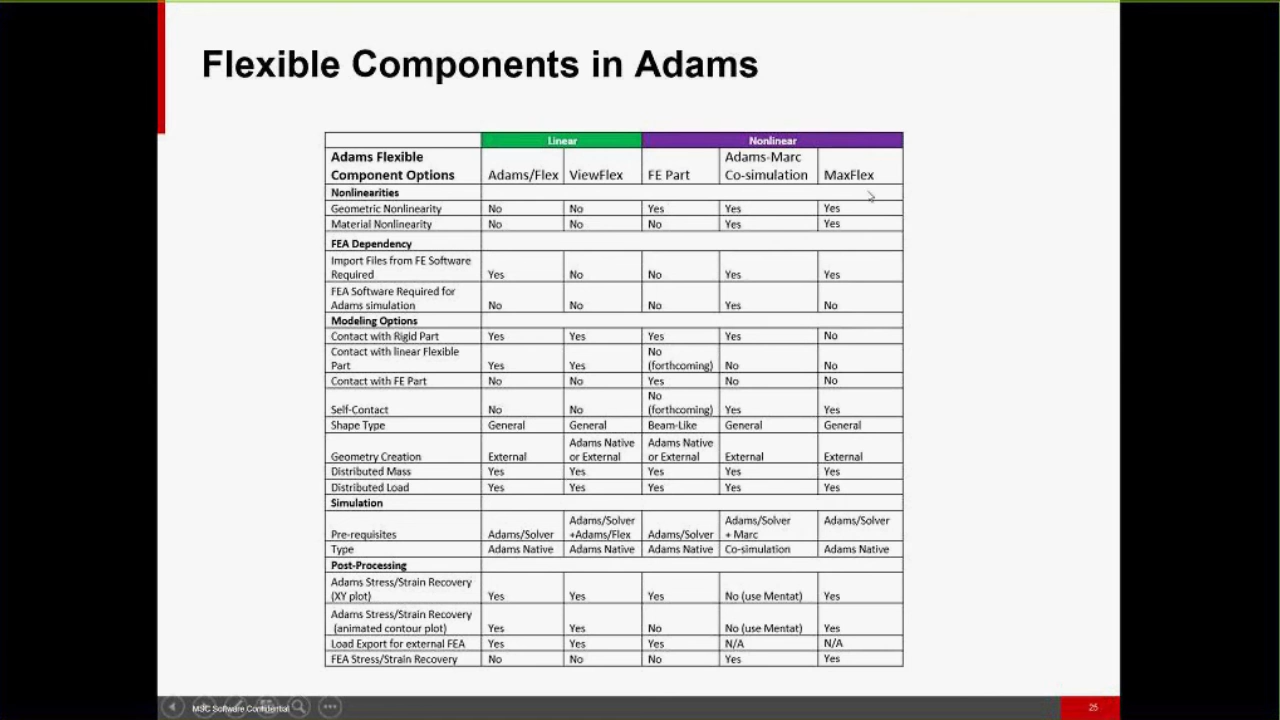 Flexible Components in Adams
Linear Nonlinear
Adams Flexible Component Options Adams/Flex ViewFlex FE Part Adams-Marc Co-simulation MaxFlex
Nonlinearities
Geometric Nonlinearity No No Yes Yes Yes
Material Nonlinearity No No No Yes Yes
FEA Dependency
Import Files from FE Software Required Yes No No Yes Yes
FEA Software Required for Adams simulation No No No Yes No
Modeling Options
Contact with Rigid Part Yes Yes Yes Yes No
Contact with linear Flexible Part Yes Yes No (forthcoming) No No
Contact with FE Part No No Yes No No
Self-Contact No No No (forthcoming) Yes Yes
Shape Type General General Beam-Like General General
Geometry Creation External Adams Native or External Adams Native or External External External
Distributed Mass Yes Yes Yes Yes Yes
Distributed Load Yes Yes Yes Yes Yes
Simulation
Pre-requisites Adams/Solver Adams/Solver +Adams/Flex Adams/Solver Adams/Solver + Marc Adams/Solver
Type Adams Native Adams Native Adams Native Co-simulation Adams Native
Post-Processing
Adams Stress/Strain Recovery (XY plot) Yes Yes Yes No (use Mentat) Yes
Adams Stress/Strain Recovery (animated contour plot) Yes Yes No No (use Mentat) Yes
Load Export for external FEA Yes Yes Yes N/A N/A
FEA Stress/Strain Recovery No No No Yes Yes
MSC Software Confidential
25